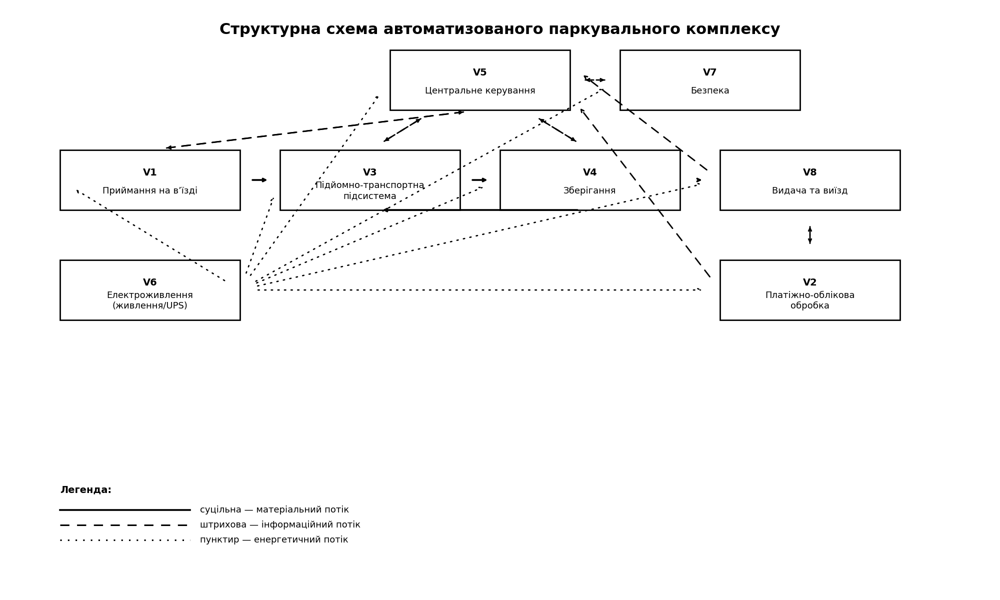 Структурна схема автоматизованого паркувального комплексу
V5
Центральне керування
V7
Безпека
V1
Приймання на в’їзді
V3
Підйомно-транспортна
підсистема
V4
Зберігання
V8
Видача та виїзд
V6
Електроживлення
(живлення/UPS)
V2
Платіжно-облікова
обробка
Легенда:
суцільна — матеріальний потік
штрихова — інформаційний потік
пунктир — енергетичний потік